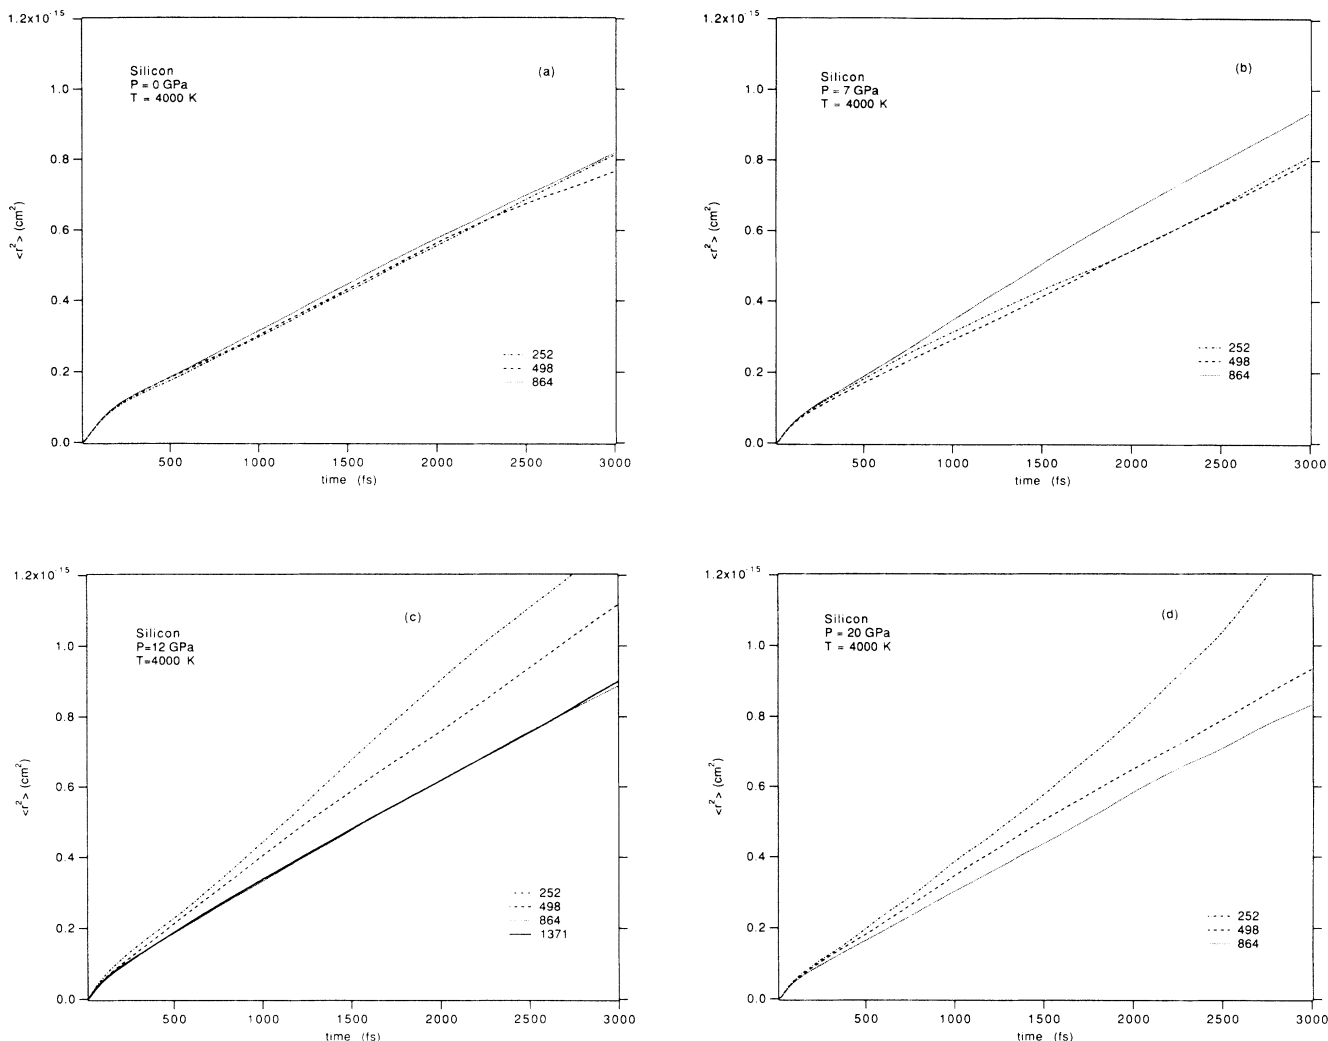 1.2x10-15
1.0
0.8
0.6
0.4
0.2
0.0
<r2> (cm2)
Silicon
P = 0 GPa
T = 4000 K
(a)
252
498
864
500 1000 1500 2000 2500 3000
time (fs)
1.2x10-15
1.0
0.8
0.6
0.4
0.2
0.0
<r2> (cm2)
Silicon
P = 7 GPa
T = 4000 K
(b)
252
498
864
500 1000 1500 2000 2500 3000
time (fs)
1.2x10-15
1.0
0.8
0.6
0.4
0.2
0.0
<r2> (cm2)
Silicon
P=12 GPa
T=4000 K
(c)
252
498
864
1371
500 1000 1500 2000 2500 3000
time (fs)
1.2x10-15
1.0
0.8
0.6
0.4
0.2
0.0
<r2> (cm2)
Silicon
P = 20 GPa
T = 4000 K
(d)
252
498
864
500 1000 1500 2000 2500 3000
time (fs)